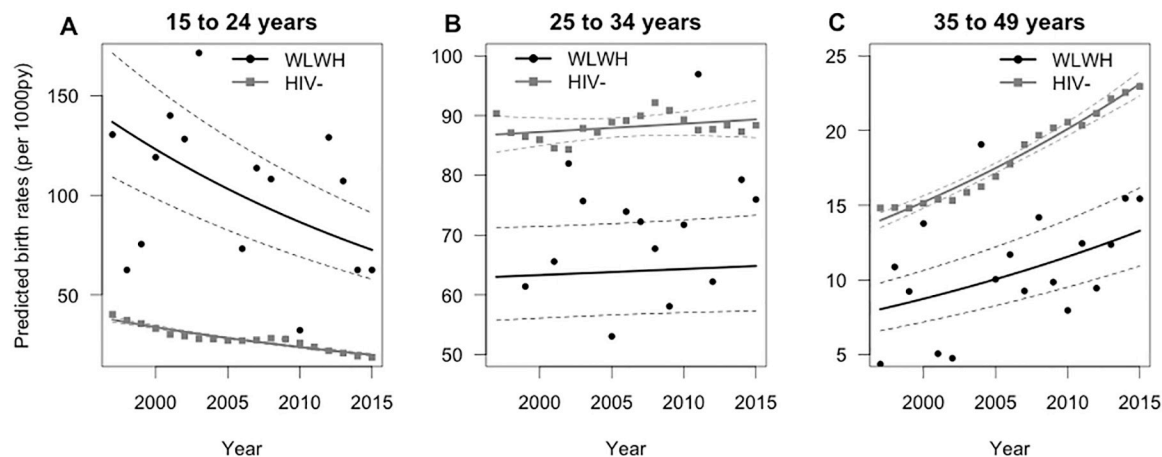 A 15 to 24 years
WLWH
HIV-
Predicted birth rates (per 1000py)
150
100
50
2000 2005 2010 2015
Year
B 25 to 34 years
WLWH
HIV-
100
90
80
70
60
50
2000 2005 2010 2015
Year
C 35 to 49 years
WLWH
HIV-
25
20
15
10
5
2000 2005 2010 2015
Year